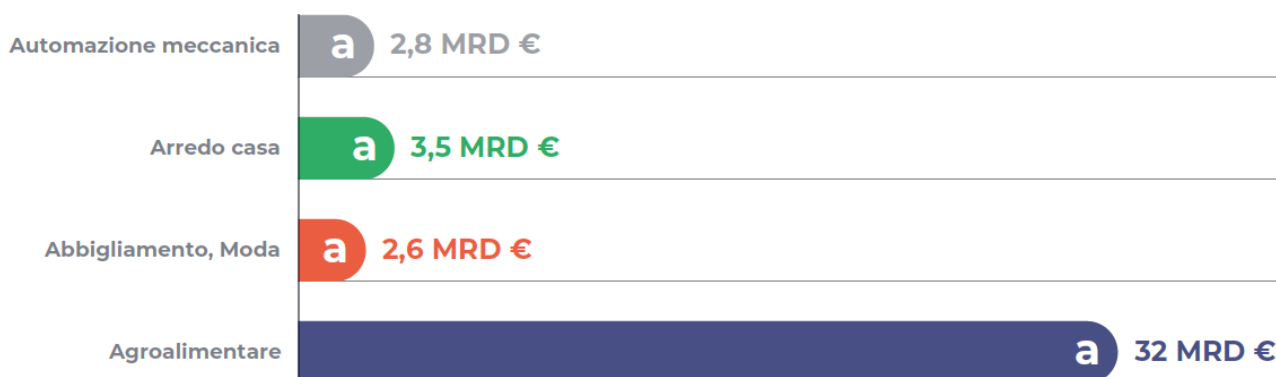 Automazione meccanica a 2,8 MRD €
Arredo casa a 3,5 MRD €
Abbigliamento, Moda a 2,6 MRD €
Agroalimentare a 32 MRD €